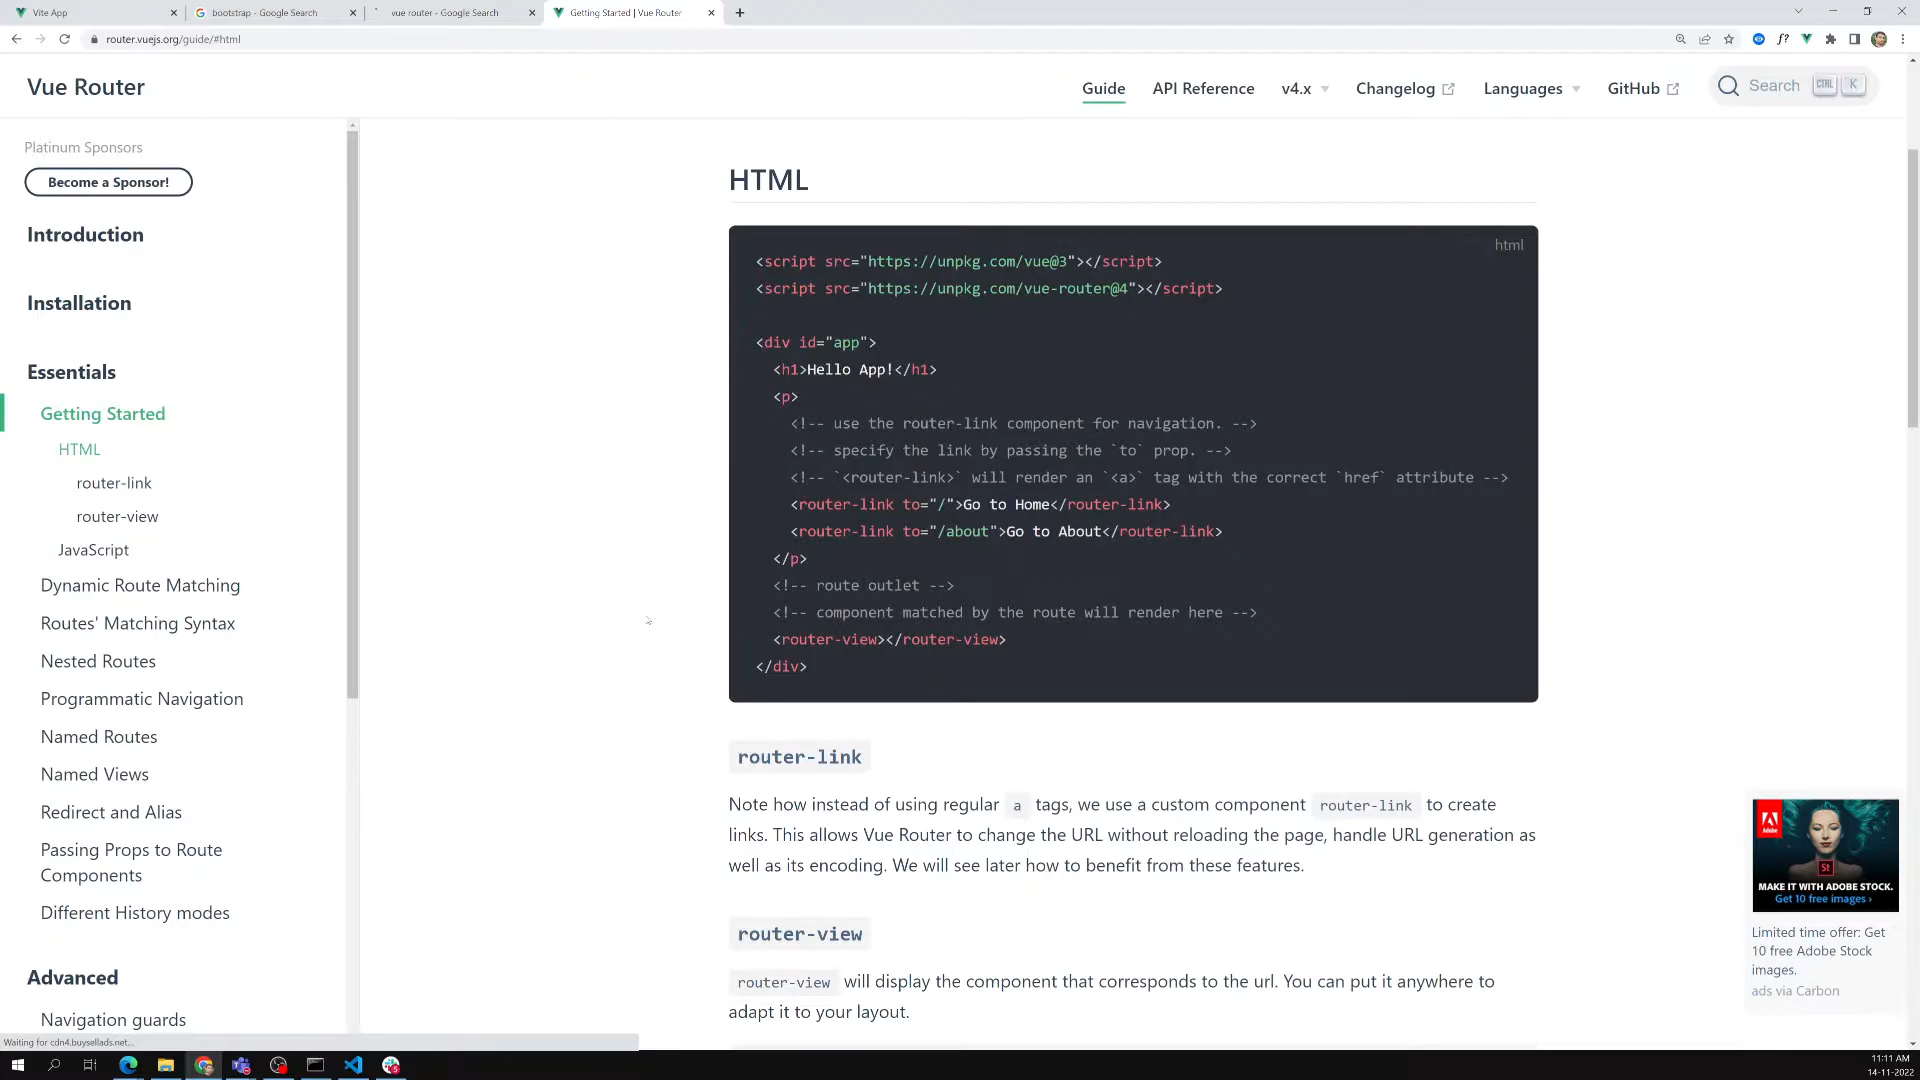 Vite App
bootstrap - Google Search
vue router - Google Search
Getting Started | Vue Router
router.vuejs.org/guide/#html
f?
Vue Router
Guide
API Reference
v4.x
Changelog
Languages
GitHub
Search
CTRL
K
Platinum Sponsors
Become a Sponsor!
Introduction
Installation
Essentials
Getting Started
HTML
router-link
router-view
JavaScript
Dynamic Route Matching
Routes' Matching Syntax
Nested Routes
Programmatic Navigation
Named Routes
Named Views
Redirect and Alias
Passing Props to Route
Components
Different History modes
Advanced
Navigation guards
HTML
html
<script src="https://unpkg.com/vue@3"></script>
<script src="https://unpkg.com/vue-router@4"></script>
<div id="app">
<h1>Hello App!</h1>
<p>
<!-- use the router-link component for navigation. -->
<!-- specify the link by passing the `to` prop. -->
<!-- `<router-link>` will render an `<a>` tag with the correct `href` attribute -->
<router-link to="/">Go to Home</router-link>
<router-link to="/about">Go to About</router-link>
</p>
<!-- route outlet -->
<!-- component matched by the route will render here -->
<router-view></router-view>
</div>
router-link
Note how instead of using regular a tags, we use a custom component router-link to create
links. This allows Vue Router to change the URL without reloading the page, handle URL generation as
well as its encoding. We will see later how to benefit from these features.
router-view
router-view will display the component that corresponds to the url. You can put it anywhere to
adapt it to your layout.
Adobe
St
MAKE IT WITH ADOBE STOCK.
Get 10 free images ›
Limited time offer: Get
10 free Adobe Stock
images.
ads via Carbon
Waiting for cdn4.buysellads.net...
11:11 AM
14-11-2022